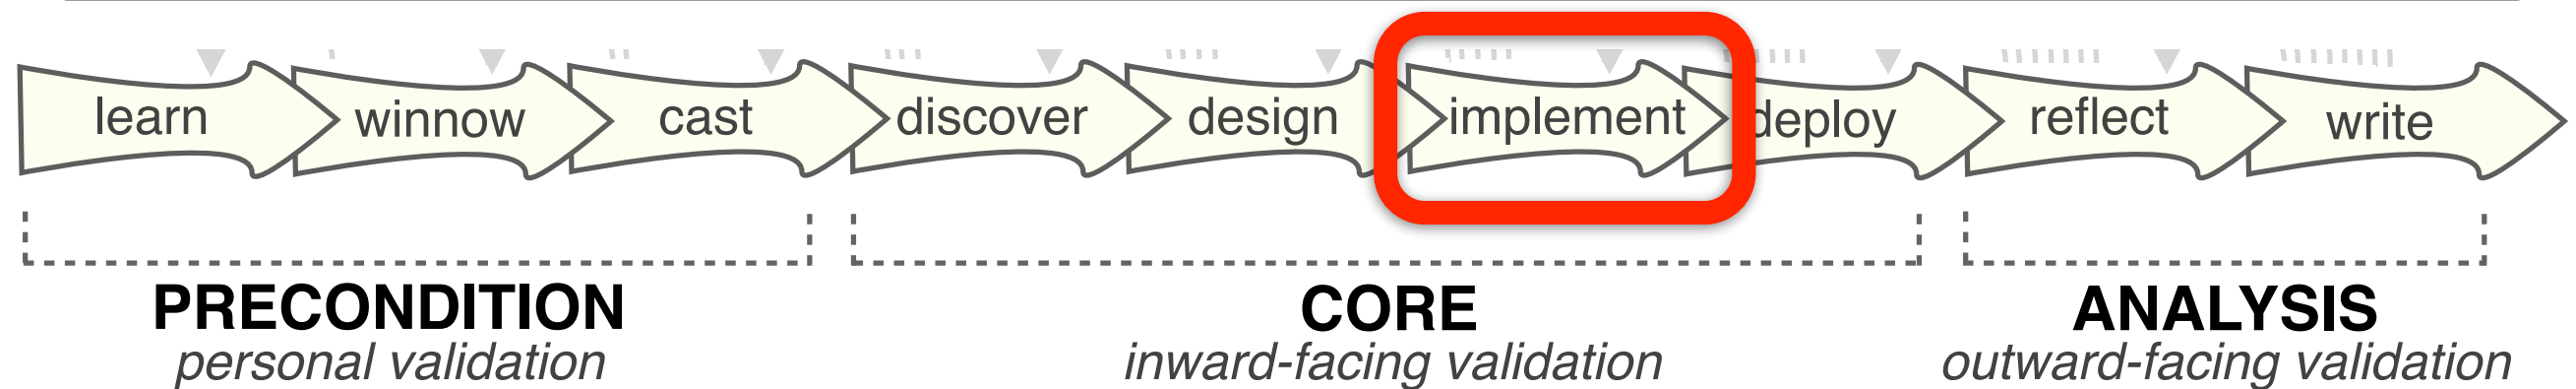 learn winnow cast discover design implement deploy reflect write
PRECONDITION CORE ANALYSIS
personal validation inward-facing validation outward-facing validation